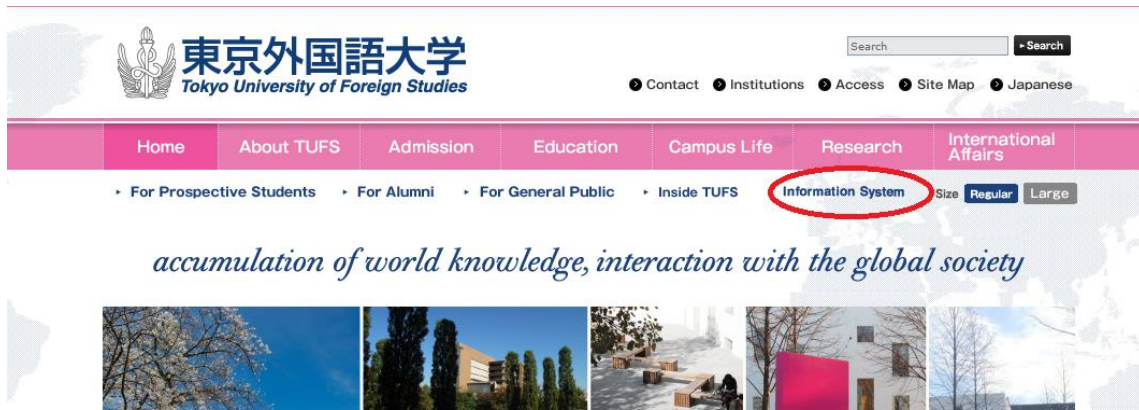 東京外国語大学
Tokyo University of Foreign Studies
Search
Search
Contact Institutions Access Site Map Japanese
Home About TUFS Admission Education Campus Life Research International Affairs
For Prospective Students For Alumni For General Public Inside TUFS Information System Size Regular Large
accumulation of world knowledge, interaction with the global society